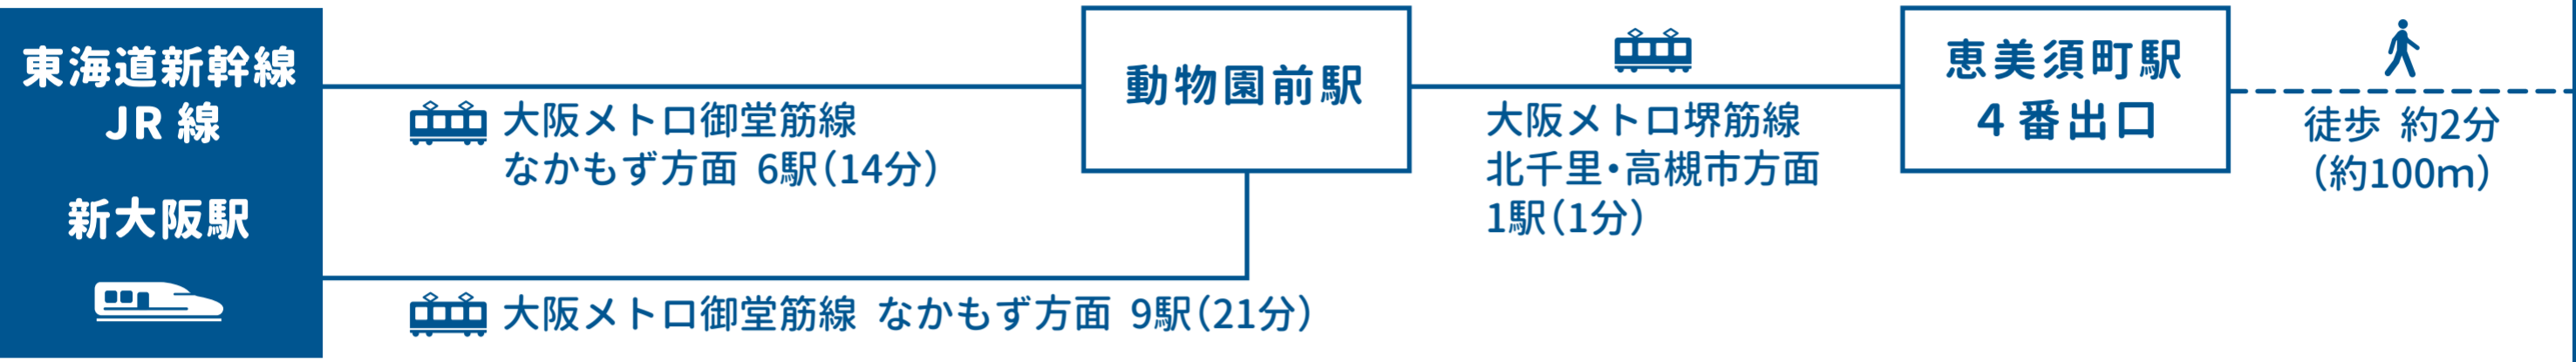 東海道新幹線
JR 線
新大阪駅
大阪メトロ御堂筋線
なかもず方面 6駅(14分)
大阪メトロ御堂筋線 なかもず方面 9駅(21分)
動物園前駅
大阪メトロ堺筋線
北千里・高槻市方面
1駅(1分)
恵美須町駅
4番出口
徒歩 約2分
(約100m)